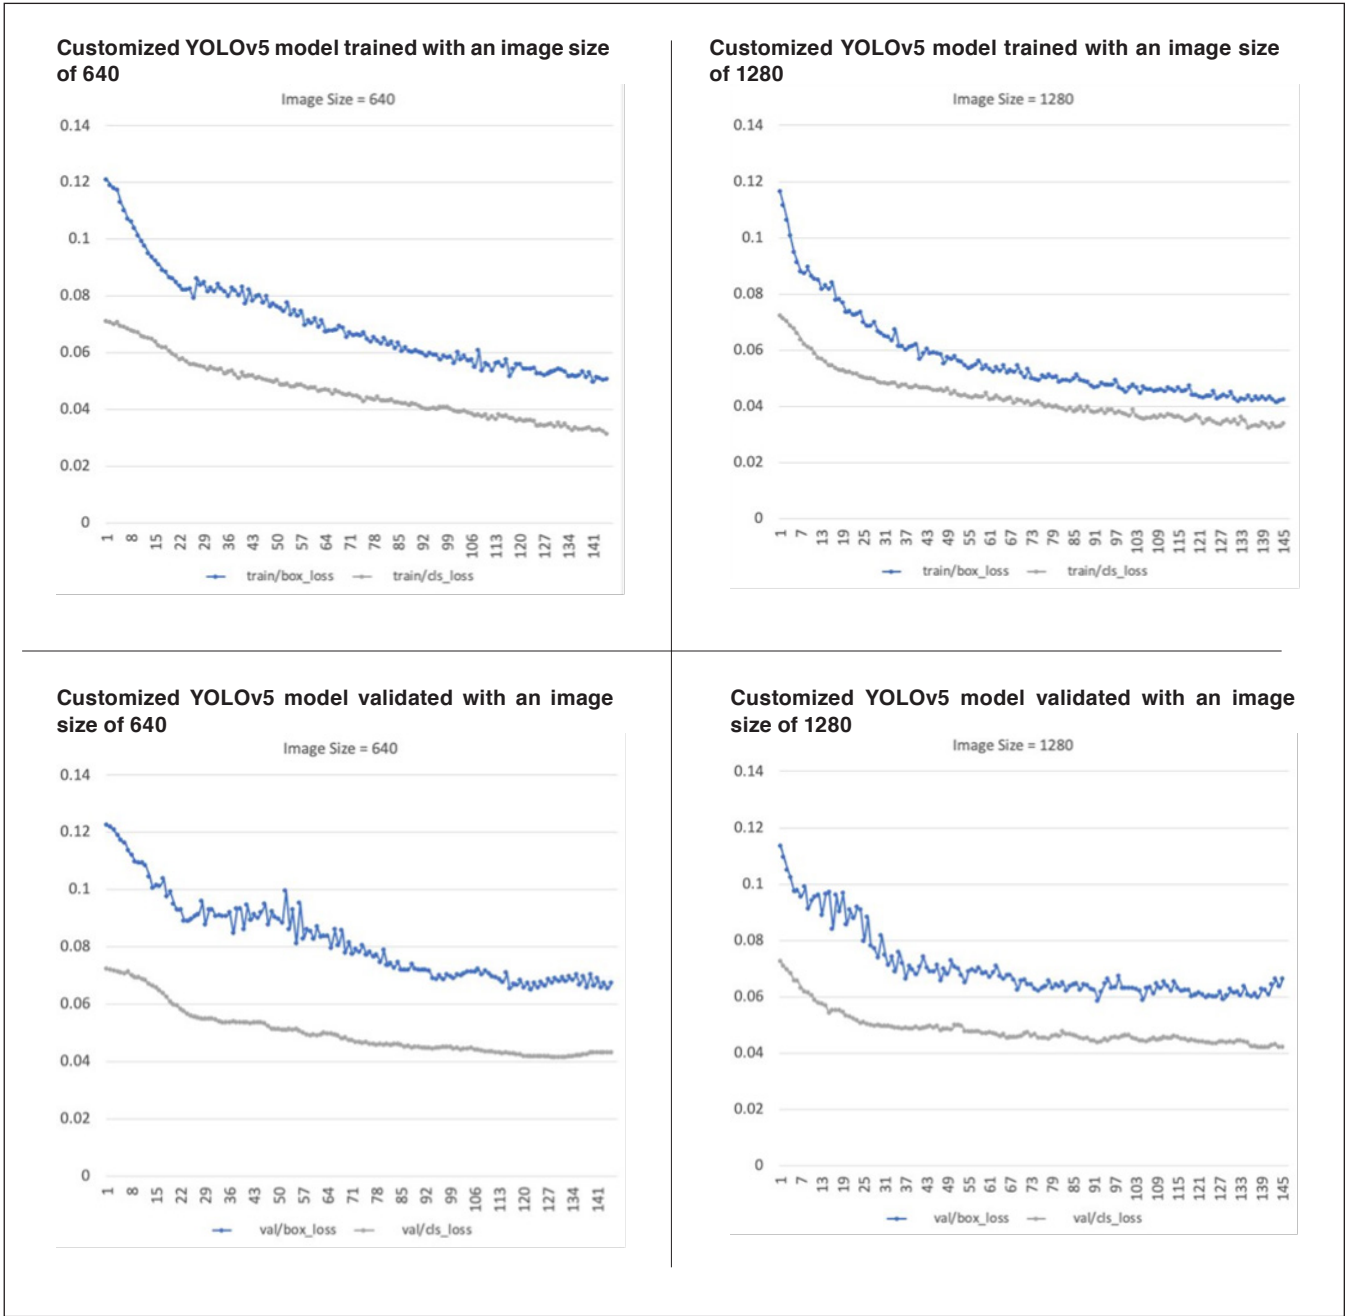 Customized YOLOv5 model trained with an image size
of 640
Image Size = 640
0.14
0.12
0.1
0.08
0.06
0.04
0.02
0
1 8 15 22 29 36 43 50 57 64 71 78 85 92 99 106 113 120 127 134 141
train/box_loss train/cls_loss
Customized YOLOv5 model trained with an image size
of 1280
Image Size = 1280
0.14
0.12
0.1
0.08
0.06
0.04
0.02
0
1 7 13 19 25 31 37 43 49 55 61 67 73 79 85 91 97 103 109 115 121 127 133 139 145
train/box_loss train/cls_loss
Customized YOLOv5 model validated with an image
size of 640
Image Size = 640
0.14
0.12
0.1
0.08
0.06
0.04
0.02
0
1 8 15 22 29 36 43 50 57 64 71 78 85 92 99 106 113 120 127 134 141
val/box_loss val/cls_loss
Customized YOLOv5 model validated with an image
size of 1280
Image Size = 1280
0.14
0.12
0.1
0.08
0.06
0.04
0.02
0
1 7 13 19 25 31 37 43 49 55 61 67 73 79 85 91 97 103 109 115 121 127 133 139 145
val/box_loss val/cls_loss